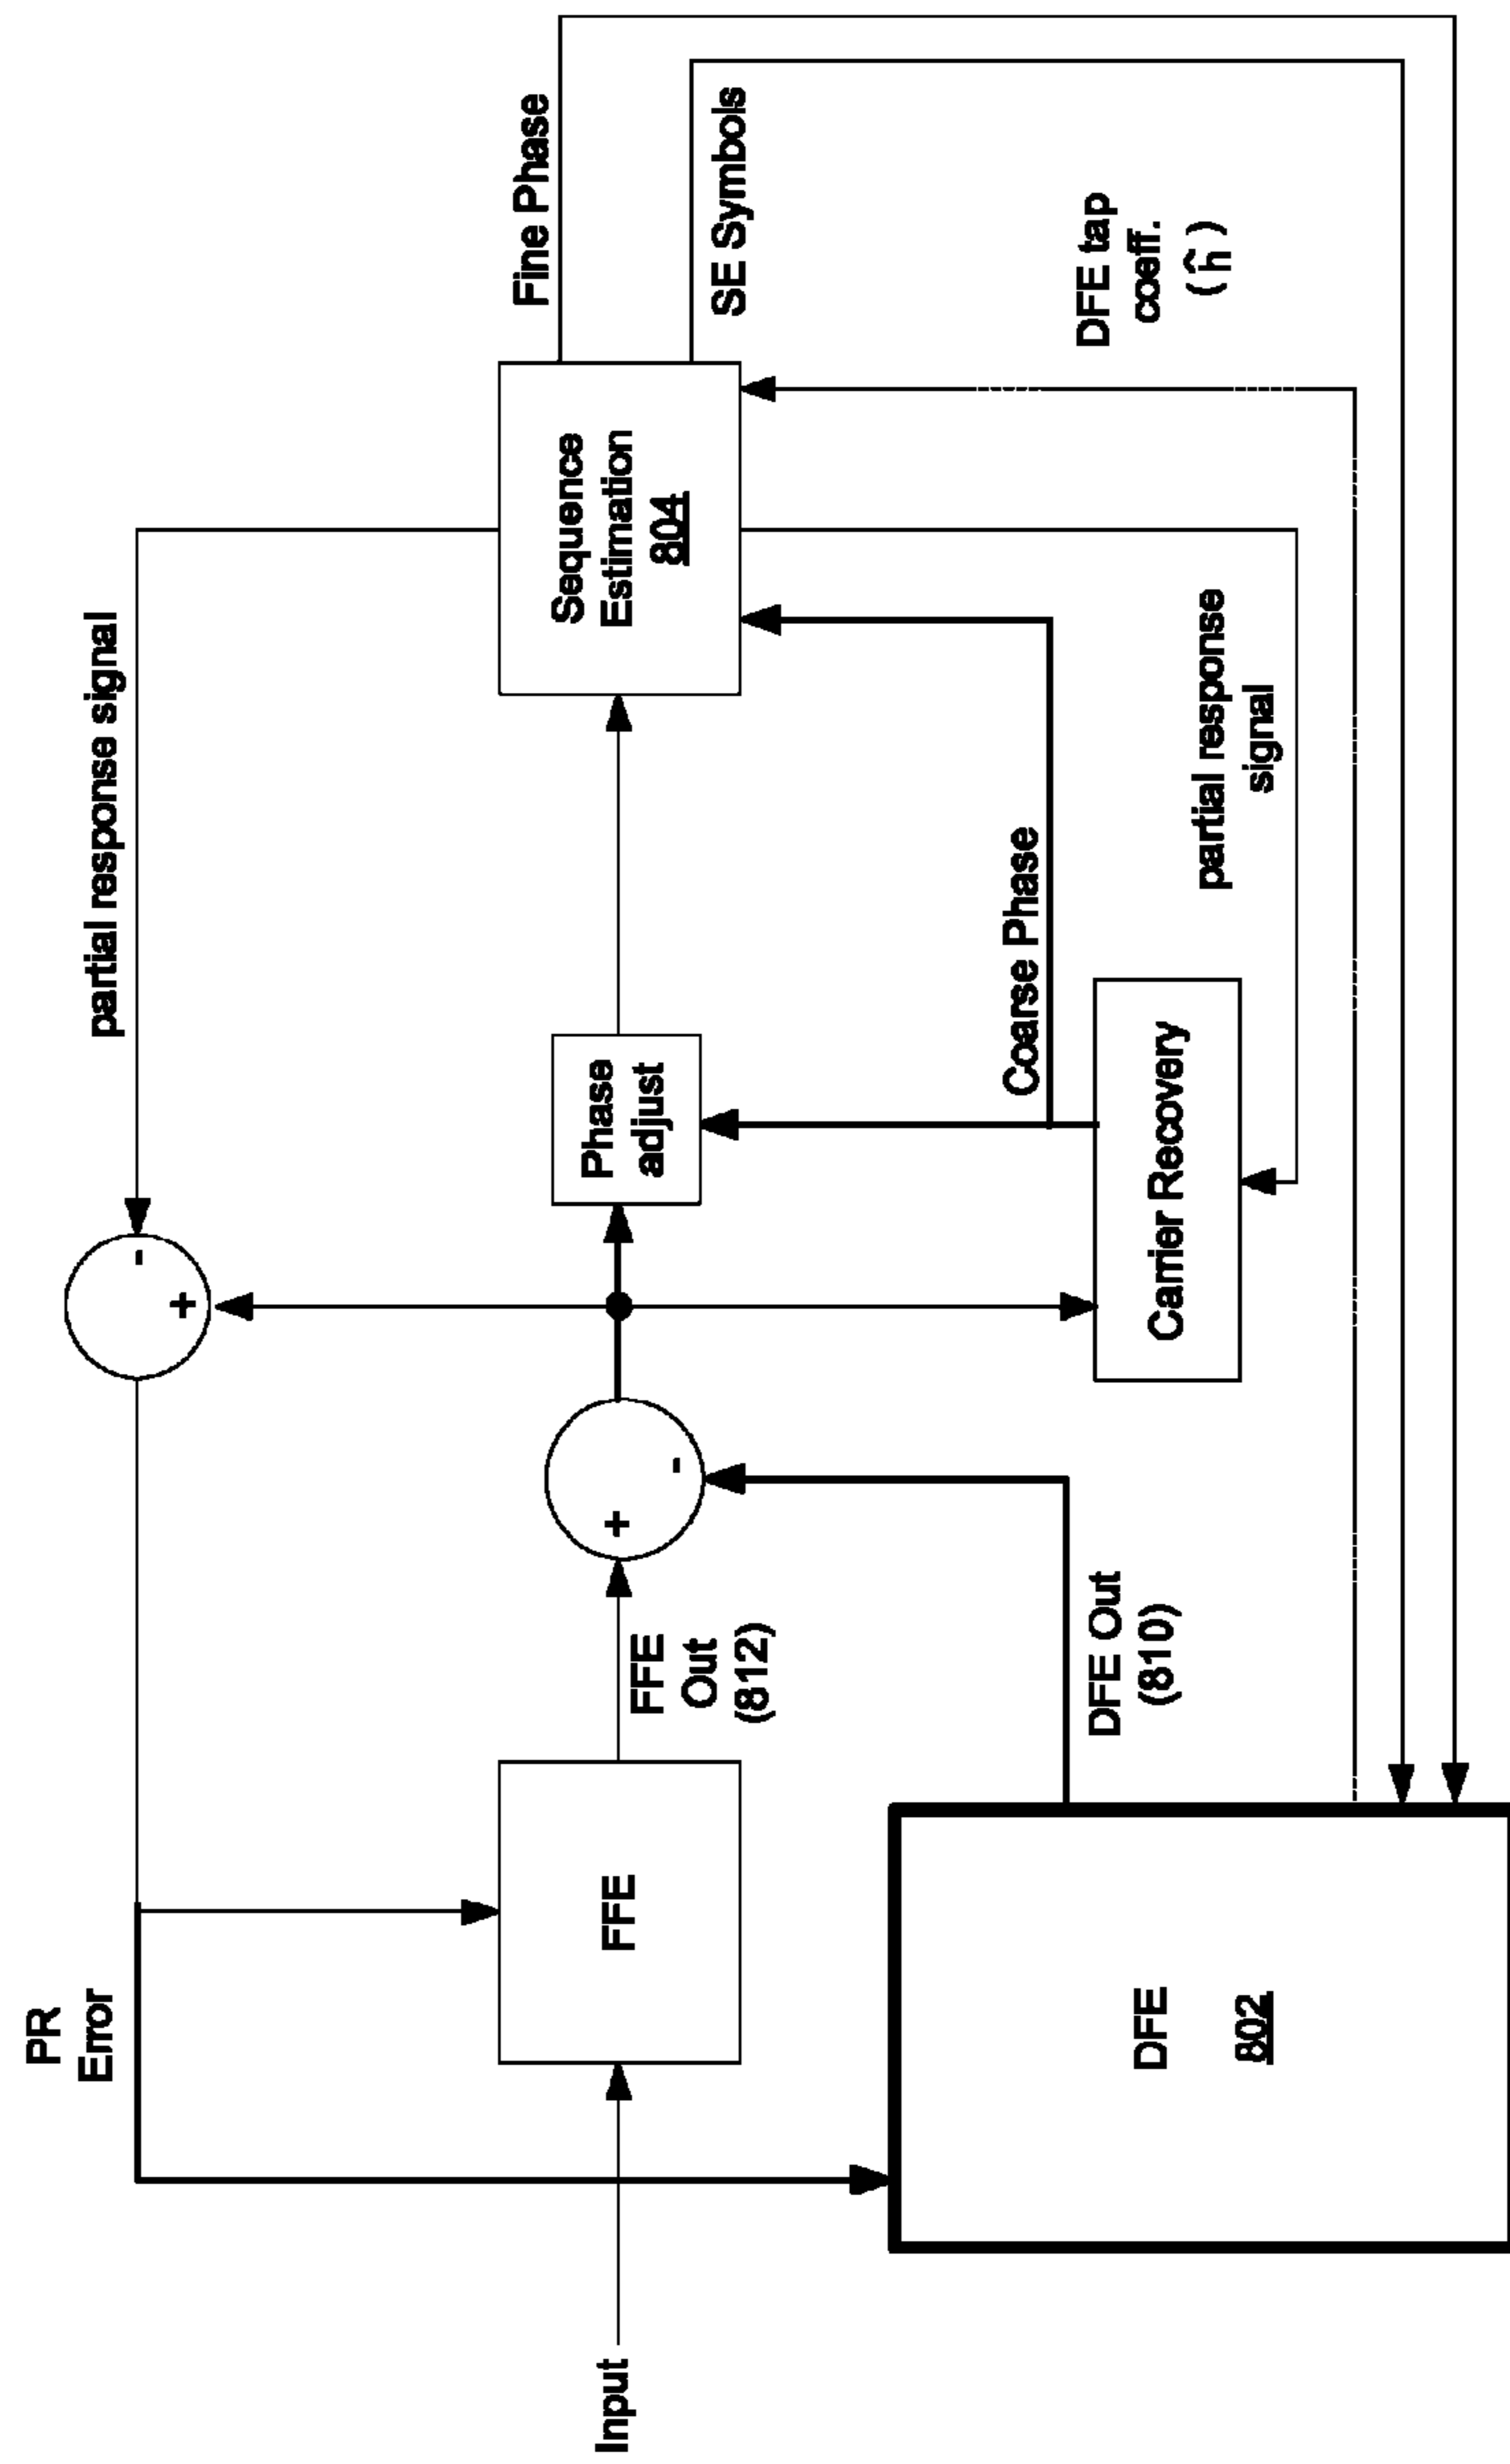 PR
Error
partial response signal
Fine Phase
SE Symbols
Input
FFE
FFE
Out
(812)
+
-
-
+
Phase
adjust
Sequence
Estimation
804
Coarse Phase
Carrier Recovery
partial response
signal
DFE tap
coeff.
( ĥ )
DFE Out
(810)
DFE
802